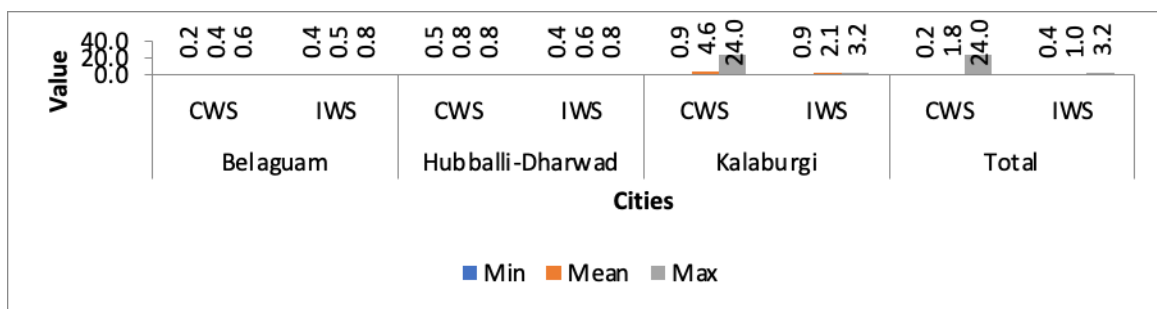 Value
40.0
20.0
0.0
0.2 0.4 0.6 0.4 0.5 0.8 0.5 0.8 0.8 0.4 0.6 0.8 0.9 4.6 24.0 0.9 2.1 3.2 0.2 1.8 24.0 0.4 1.0 3.2
CWS IWS CWS IWS CWS IWS CWS IWS
Belaguam Hubballi-Dharwad Kalaburgi Total
Cities
Min Mean Max